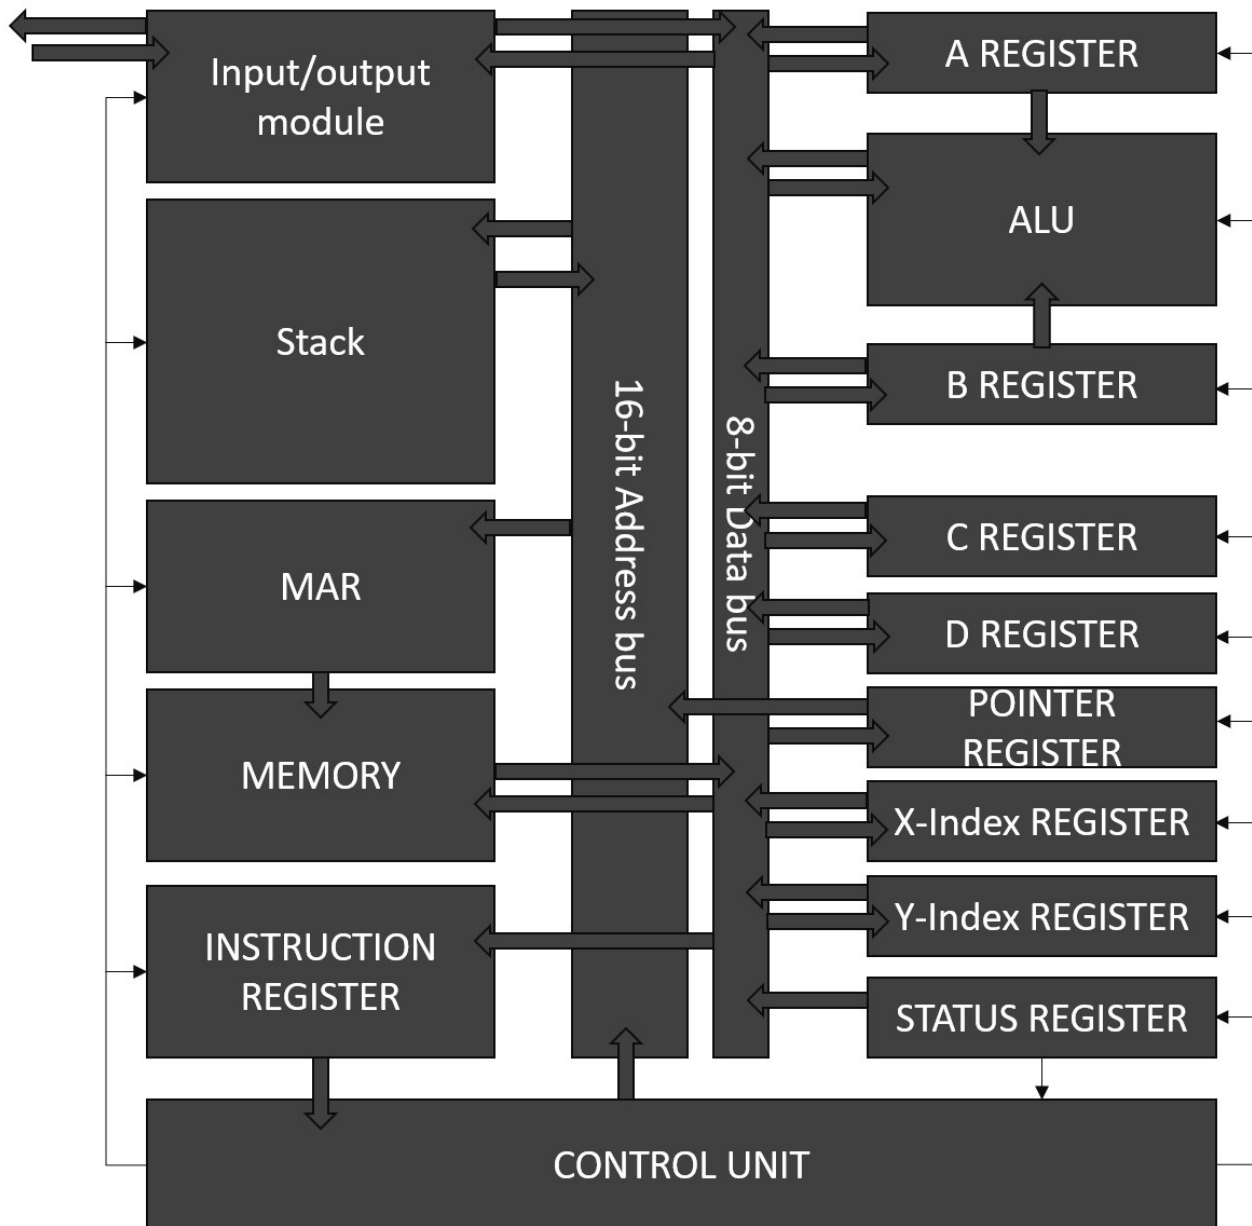 Input/output
module
Stack
MAR
MEMORY
INSTRUCTION
REGISTER
16-bit Address bus
8-bit Data bus
A REGISTER
ALU
B REGISTER
C REGISTER
D REGISTER
POINTER
REGISTER
X-Index REGISTER
Y-Index REGISTER
STATUS REGISTER
CONTROL UNIT